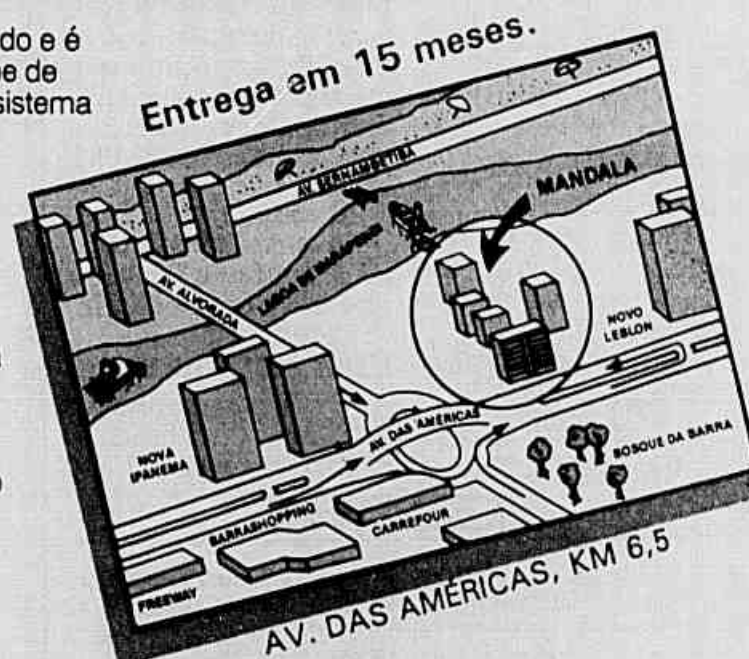 do e é
e de
sistema
Entrega em 15 meses.
AV. SERNAMBETIBA
MANDALA
LAGOA DE MARAPENDI
AV. ALVORADA
NOVO
LEBLON
AV. DAS AMÉRICAS
NOVA
IPANEMA
BOSQUE DA BARRA
BARRASHOPPING
CARREFOUR
FREEWAY
AV. DAS AMÉRICAS, KM 6,5